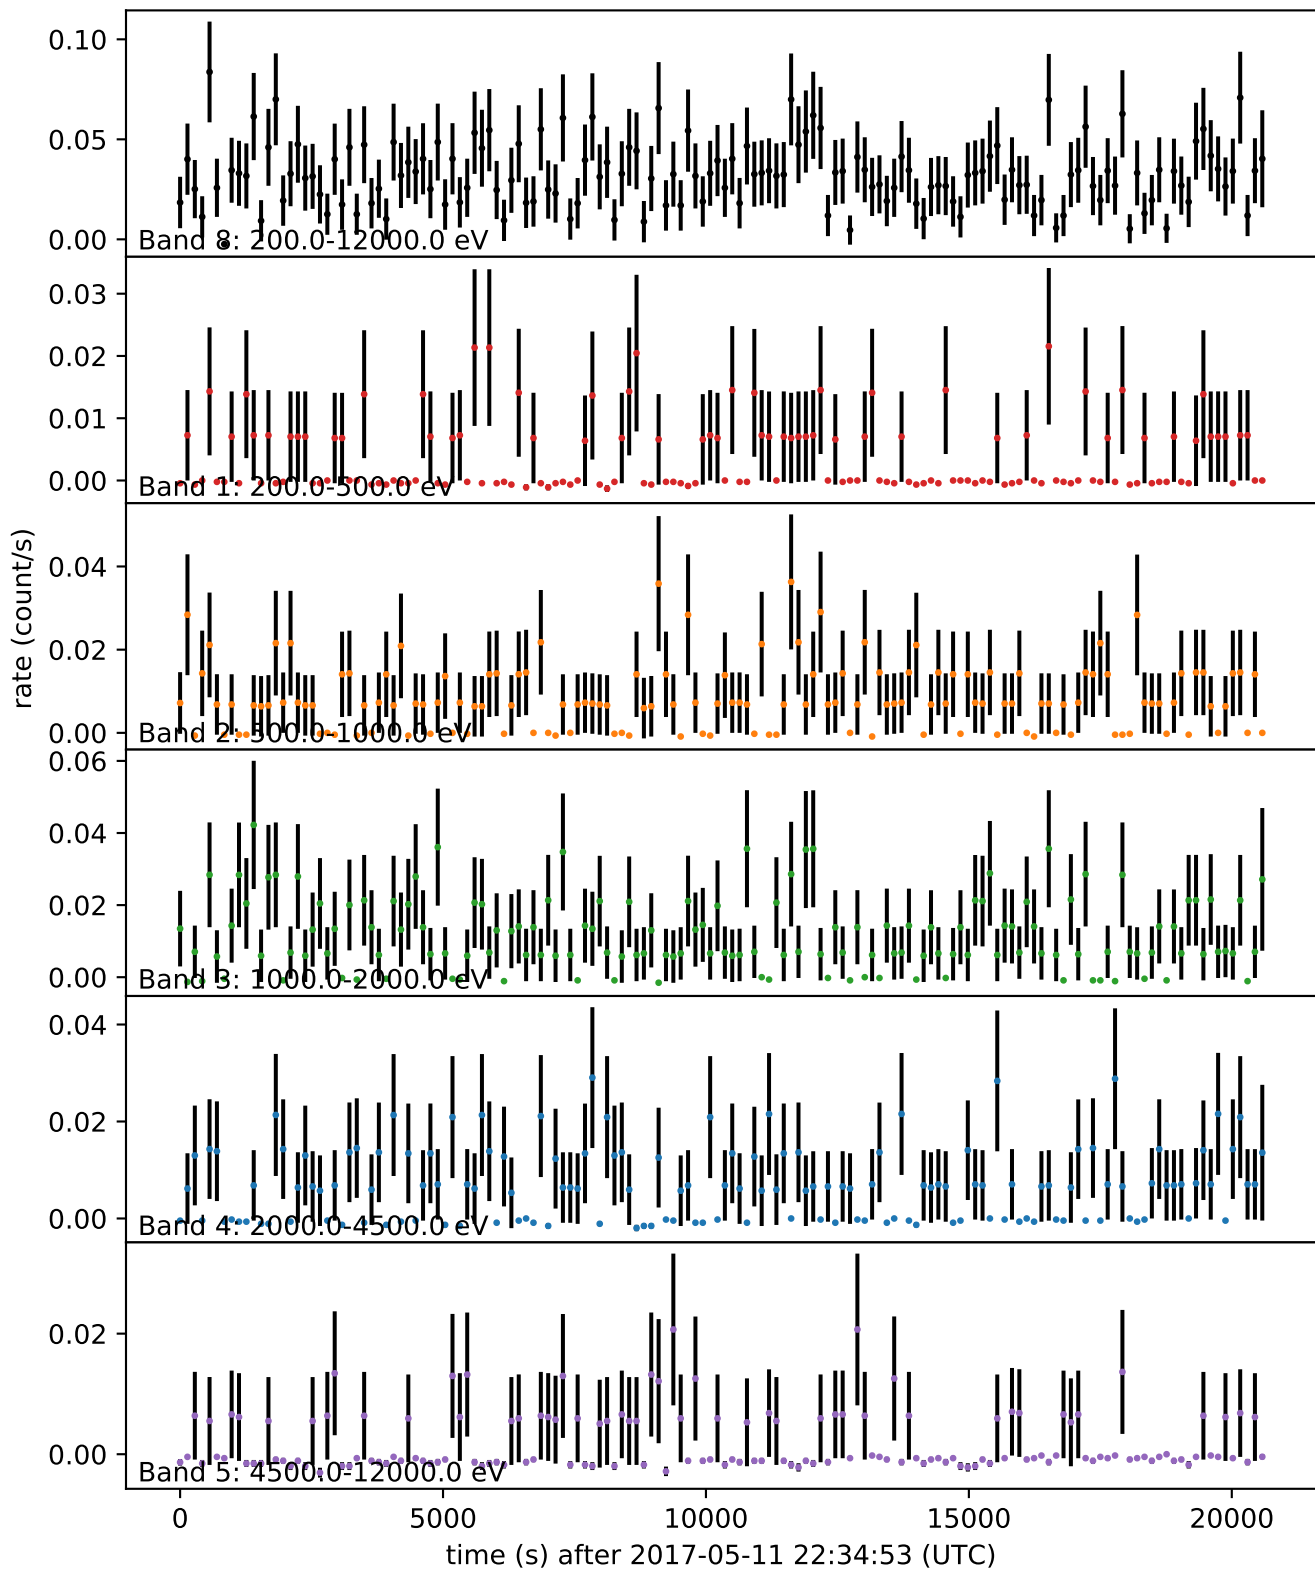 0.10
0.05
0.00
Band 8: 200.0-12000.0 eV
0.03
0.02
0.01
0.00
Band 1: 200.0-500.0 eV
rate (count/s)
0.04
0.02
0.00
Band 2: 500.0-1000.0 eV
0.06
0.04
0.02
0.00
Band 3: 1000.0-2000.0 eV
0.04
0.02
0.00
Band 4: 2000.0-4500.0 eV
0.02
0.00
Band 5: 4500.0-12000.0 eV
0 5000 10000 15000 20000
time (s) after 2017-05-11 22:34:53 (UTC)